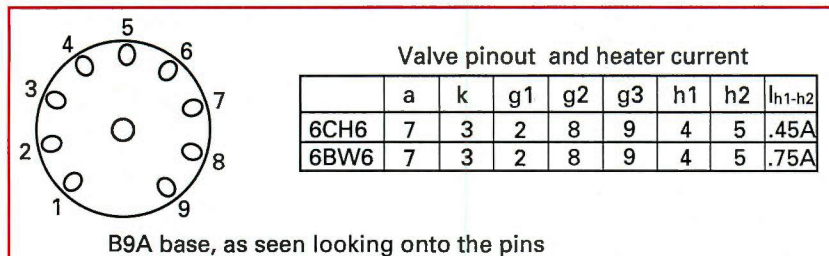 5
4
6
3
7
2
8
1
9
Valve pinout and heater current
a k g1 g2 g3 h1 h2 Ih1-h2
6CH6 7 3 2 8 9 4 5 .45A
6BW6 7 3 2 8 9 4 5 .75A
B9A base, as seen looking onto the pins